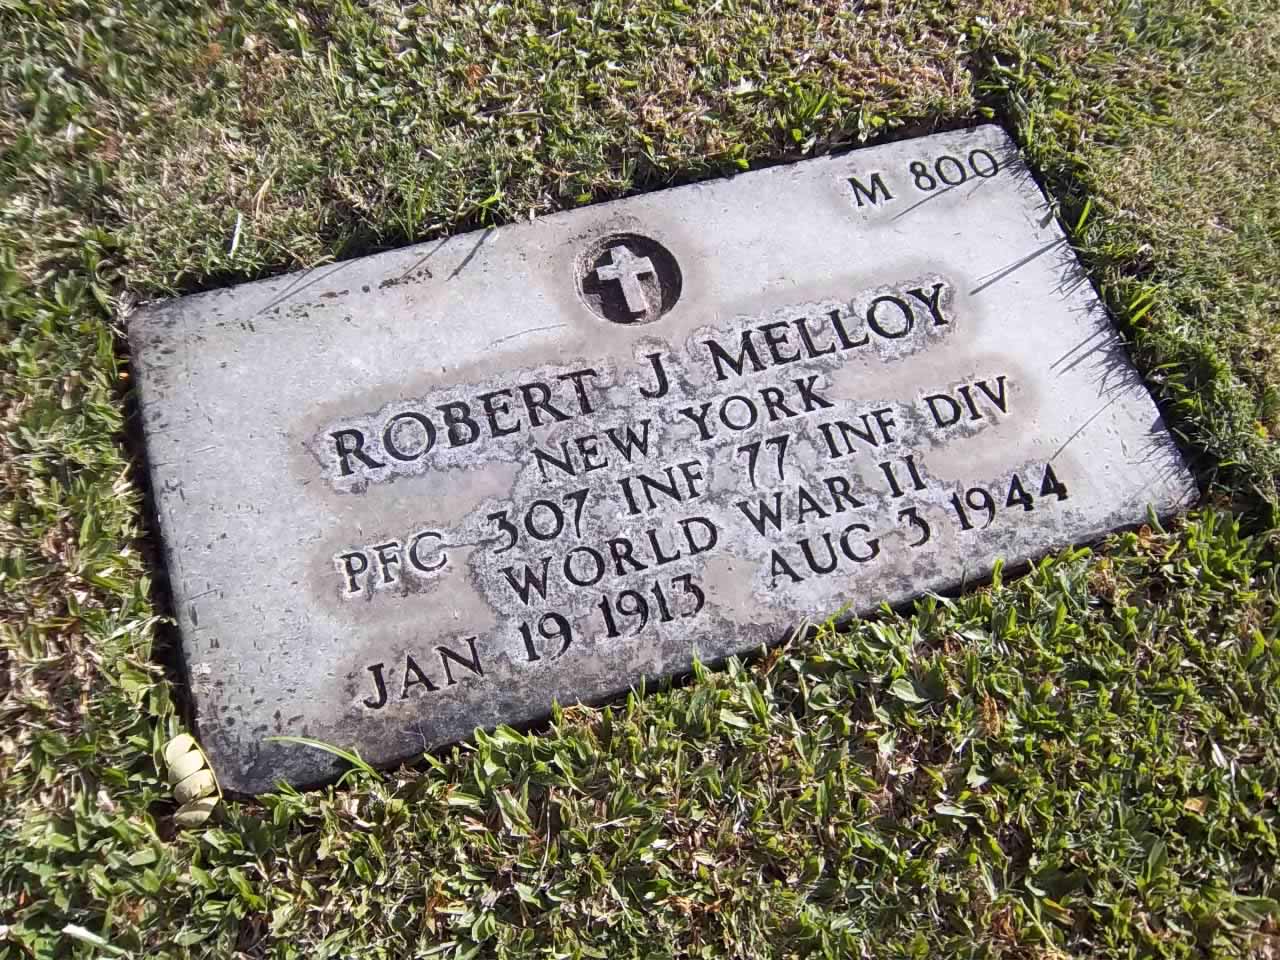 M 800
ROBERT J MELLOY
NEW YORK
PFC 307 INF 77 INF DIV
WORLD WAR II
JAN 19 1913 AUG 3 1944